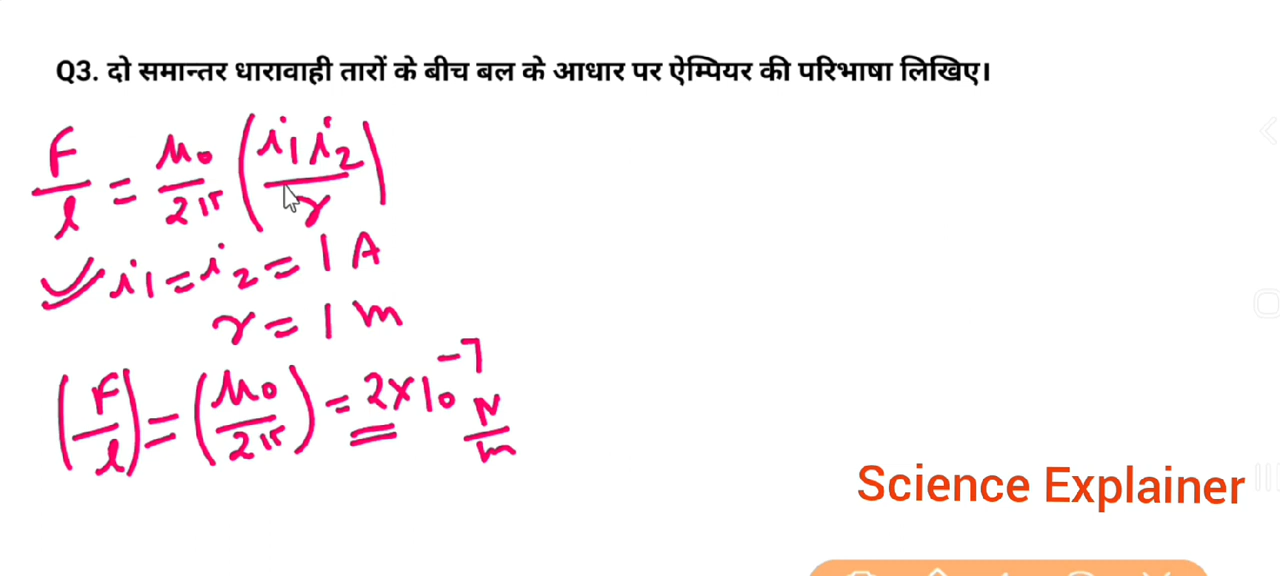 Q3. दो समान्तर धारावाही तारों के बीच बल के आधार पर ऐम्पियर की परिभाषा लिखिए।
F/l = μ₀/2π (i₁i₂/r)
i₁ = i₂ = 1 A
r = 1 m
(F/l) = (μ₀/2π) = 2×10⁻⁷ N/m
Science Explainer